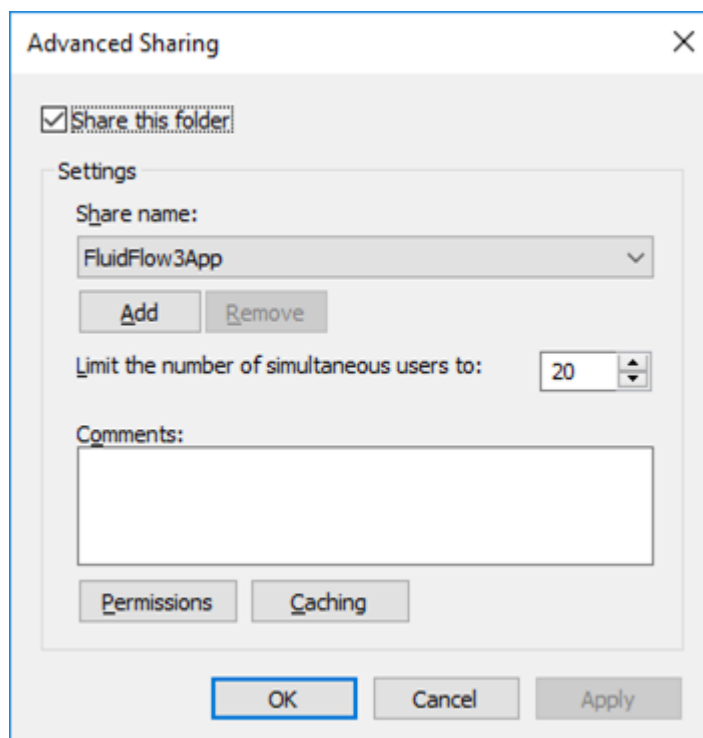 Advanced Sharing
Share this folder
Settings
Share name:
FluidFlow3App
Add Remove
Limit the number of simultaneous users to: 20
Comments:
Permissions Caching
OK Cancel Apply